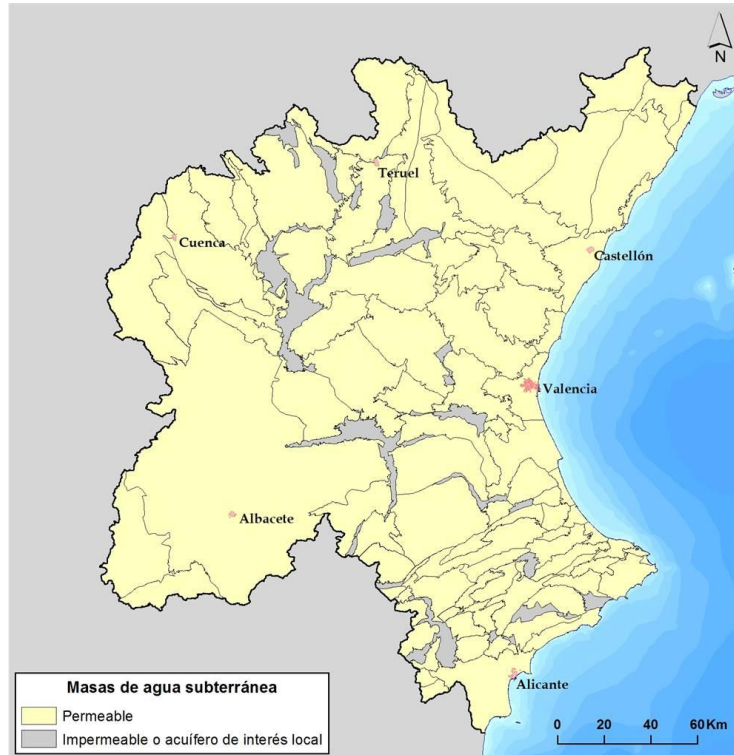 N
Teruel
Cuenca
Castellón
Valencia
Albacete
Alicante
Masas de agua subterránea
Permeable
Impermeable o acuífero de interés local
0 20 40 60 Km